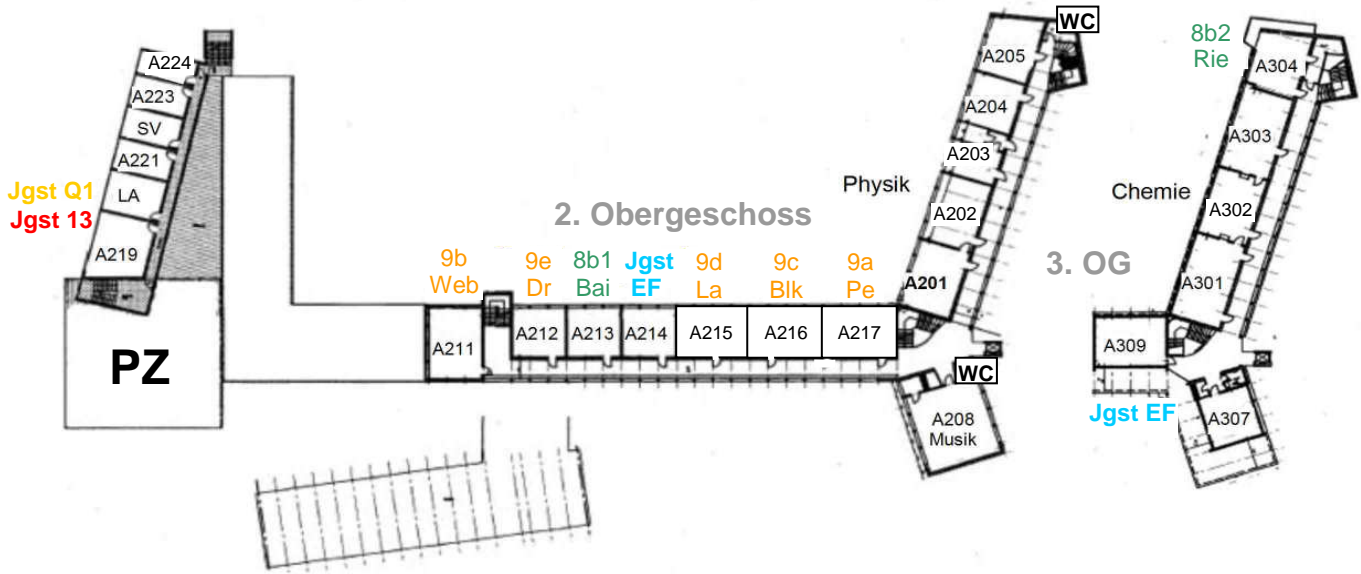 A224
A223
SV
A221
LA
A219
Jgst Q1
Jgst 13
PZ
2. Obergeschoss
9b
Web
9e
Dr
8b1
Bai
Jgst
EF
9d
La
9c
Blk
9a
Pe
A211
A212
A213
A214
A215
A216
A217
WC
A205
A204
A203
Physik
A202
A201
WC
A208
Musik
3. OG
8b2
Rie
A304
A303
Chemie
A302
A301
A309
Jgst EF
A307